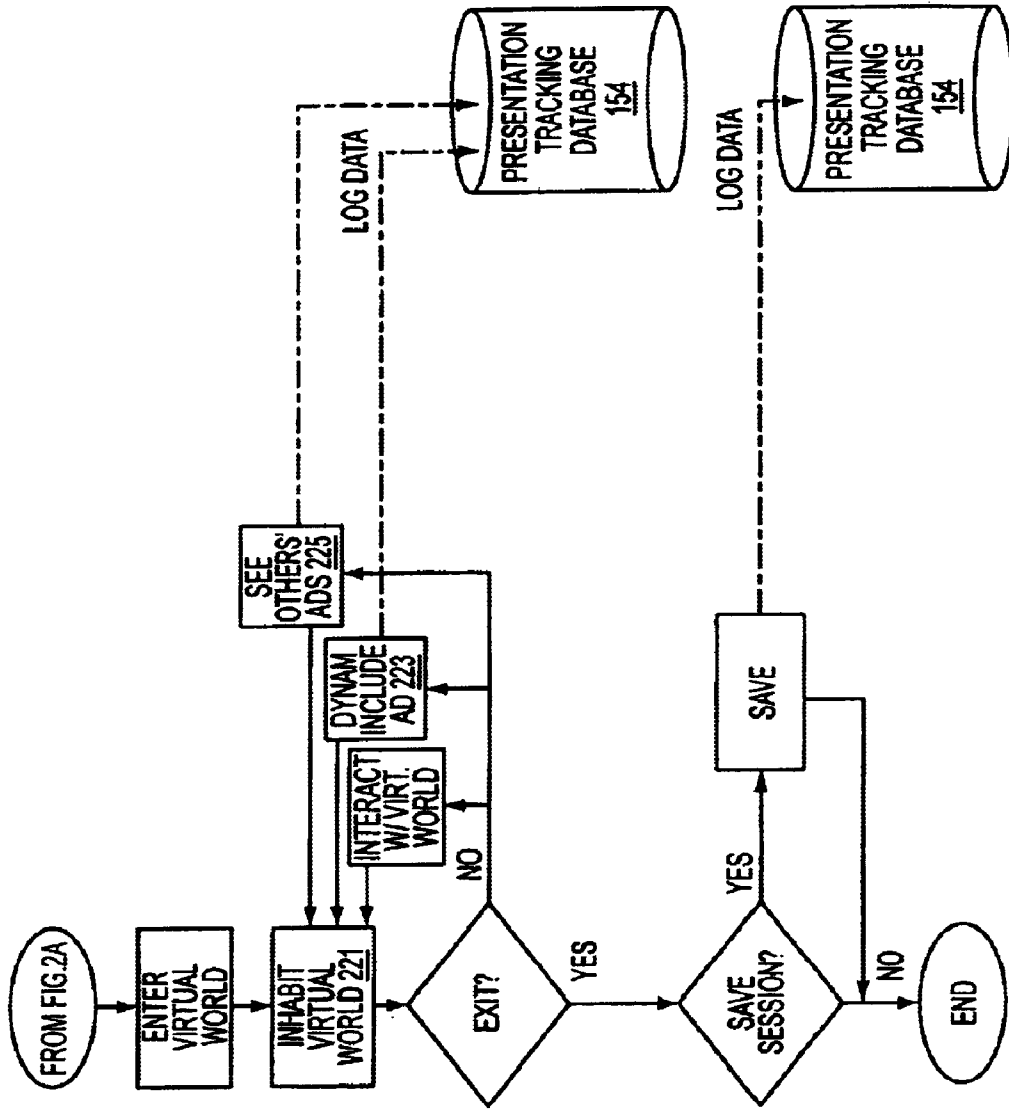 FROM FIG.2A
ENTER
VIRTUAL
WORLD
INHABIT
VIRTUAL
WORLD 221
INTERACT
W/ VIRT.
WORLD
DYNAM
INCLUDE
AD 223
SEE
OTHERS'
ADS 225
LOG DATA
PRESENTATION
TRACKING
DATABASE
154
EXIT?
NO
YES
SAVE
SESSION?
YES
SAVE
LOG DATA
PRESENTATION
TRACKING
DATABASE
154
NO
END